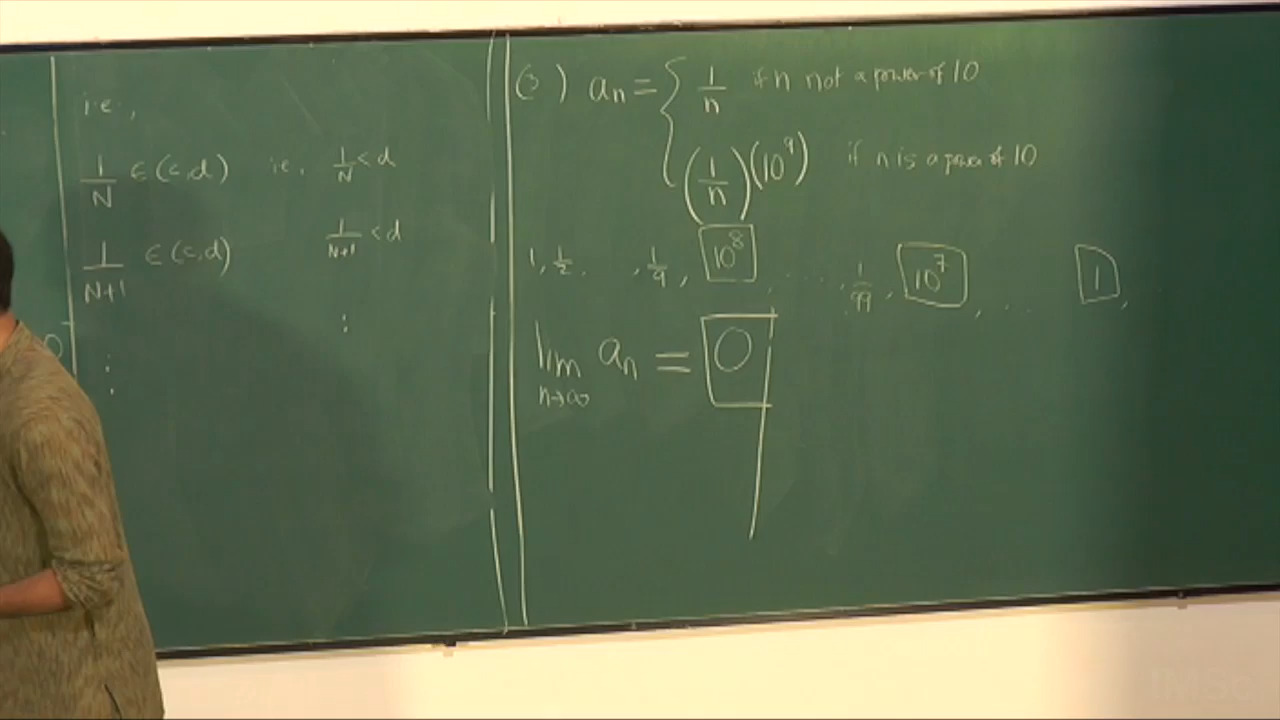 i.e.,
1/N ∈ (c,d) i.e., 1/N < d
1/N+1 ∈ (c,d) 1/N+1 < d
⋮ ⋮
0
( ) aₙ = { 1/n if n not a power of 10
(1/n)(10⁹) if n is a power of 10
1, 1/2, . . , 1/9, 10⁸, . . . . , 1/99, 10⁷, . . . 1,
lim n→∞ aₙ = 0